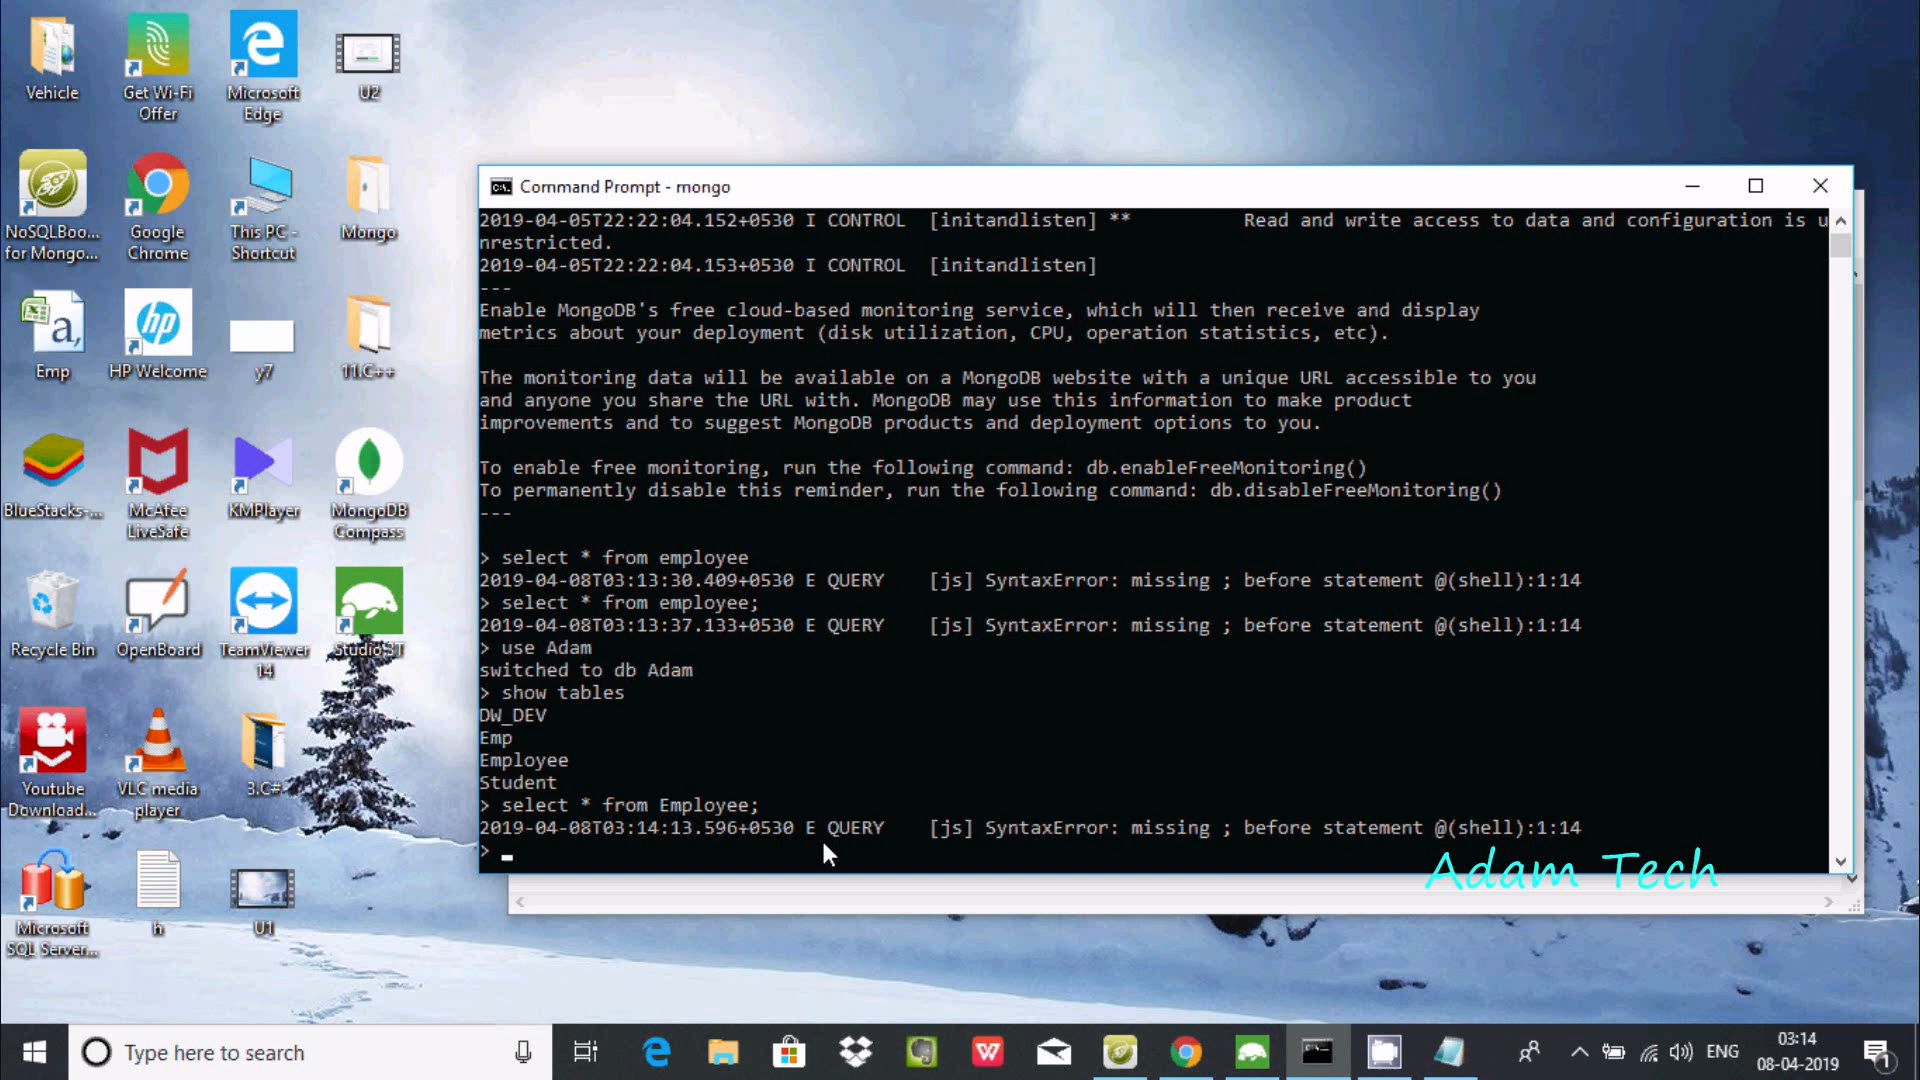 Vehicle
Get Wi-Fi
Offer
Microsoft
Edge
U2
NoSQLBoo...
for Mongo...
Google
Chrome
This PC -
Shortcut
Mongo
Emp
HP Welcome
y7
11.C++
BlueStacks-...
McAfee
LiveSafe
KMPlayer
MongoDB
Compass
Recycle Bin
OpenBoard
TeamViewer
14
Studio 3T
Youtube
Download...
VLC media
player
3.C#
Microsoft
SQL Server...
h
U1
Command Prompt - mongo
2019-04-05T22:22:04.152+0530 I CONTROL  [initandlisten] **          Read and write access to data and configuration is u
nrestricted.
2019-04-05T22:22:04.153+0530 I CONTROL  [initandlisten]
---
Enable MongoDB's free cloud-based monitoring service, which will then receive and display
metrics about your deployment (disk utilization, CPU, operation statistics, etc).
The monitoring data will be available on a MongoDB website with a unique URL accessible to you
and anyone you share the URL with. MongoDB may use this information to make product
improvements and to suggest MongoDB products and deployment options to you.
To enable free monitoring, run the following command: db.enableFreeMonitoring()
To permanently disable this reminder, run the following command: db.disableFreeMonitoring()
---
> select * from employee
2019-04-08T03:13:30.409+0530 E QUERY    [js] SyntaxError: missing ; before statement @(shell):1:14
> select * from employee;
2019-04-08T03:13:37.133+0530 E QUERY    [js] SyntaxError: missing ; before statement @(shell):1:14
> use Adam
switched to db Adam
> show tables
DW_DEV
Emp
Employee
Student
> select * from Employee;
2019-04-08T03:14:13.596+0530 E QUERY    [js] SyntaxError: missing ; before statement @(shell):1:14
>
Adam Tech
Type here to search
ENG
03:14
08-04-2019
1